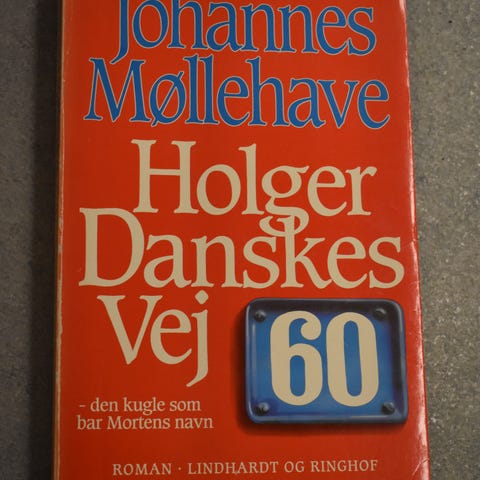 Johannes
Møllehave
Holger
Danskes
Vej
60
- den kugle som
bar Mortens navn
ROMAN · LINDHARDT OG RINGHOF